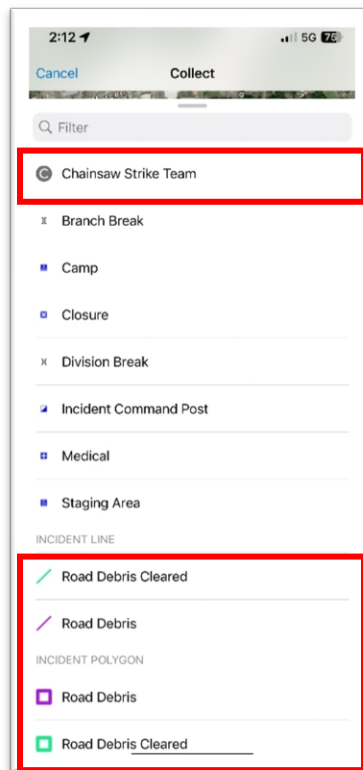 2:12
5G 75
Cancel Collect
Filter
C Chainsaw Strike Team
Branch Break
Camp
Closure
Division Break
Incident Command Post
Medical
Staging Area
INCIDENT LINE
Road Debris Cleared
Road Debris
INCIDENT POLYGON
Road Debris
Road Debris Cleared